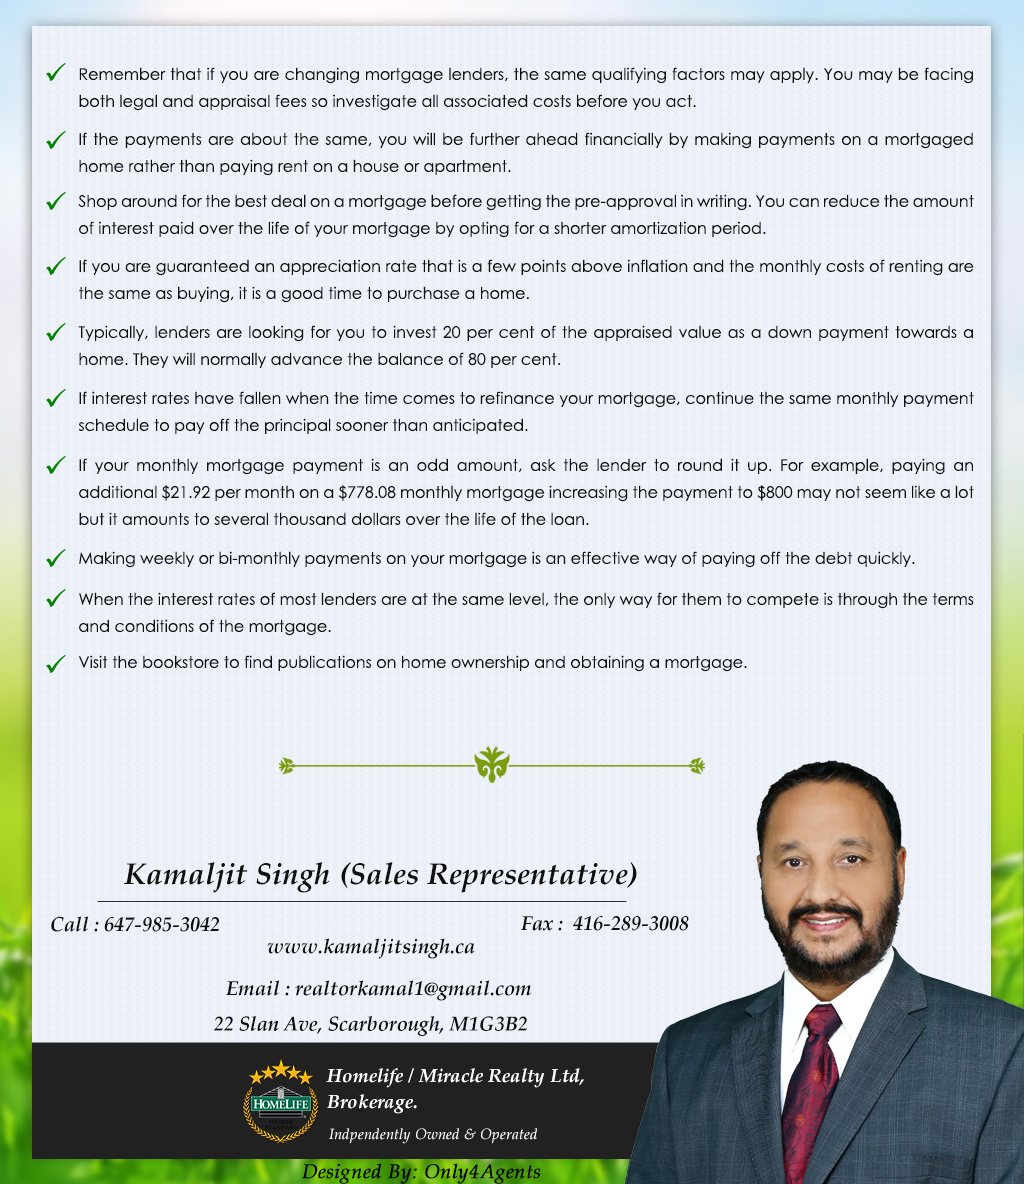 Remember that if you are changing mortgage lenders, the same qualifying factors may apply. You may be facing
both legal and appraisal fees so investigate all associated costs before you act.
If the payments are about the same, you will be further ahead financially by making payments on a mortgaged
home rather than paying rent on a house or apartment.
Shop around for the best deal on a mortgage before getting the pre-approval in writing. You can reduce the amount
of interest paid over the life of your mortgage by opting for a shorter amortization period.
If you are guaranteed an appreciation rate that is a few points above inflation and the monthly costs of renting are
the same as buying, it is a good time to purchase a home.
Typically, lenders are looking for you to invest 20 per cent of the appraised value as a down payment towards a
home. They will normally advance the balance of 80 per cent.
If interest rates have fallen when the time comes to refinance your mortgage, continue the same monthly payment
schedule to pay off the principal sooner than anticipated.
If your monthly mortgage payment is an odd amount, ask the lender to round it up. For example, paying an
additional $21.92 per month on a $778.08 monthly mortgage increasing the payment to $800 may not seem like a lot
but it amounts to several thousand dollars over the life of the loan.
Making weekly or bi-monthly payments on your mortgage is an effective way of paying off the debt quickly.
When the interest rates of most lenders are at the same level, the only way for them to compete is through the terms
and conditions of the mortgage.
Visit the bookstore to find publications on home ownership and obtaining a mortgage.
Kamaljit Singh (Sales Representative)
Call : 647-985-3042
Fax : 416-289-3008
www.kamaljitsingh.ca
Email : realtorkamal1@gmail.com
22 Slan Ave, Scarborough, M1G3B2
HOMELIFE
Homelife / Miracle Realty Ltd,
Brokerage.
Indpendently Owned & Operated
Designed By: Only4Agents